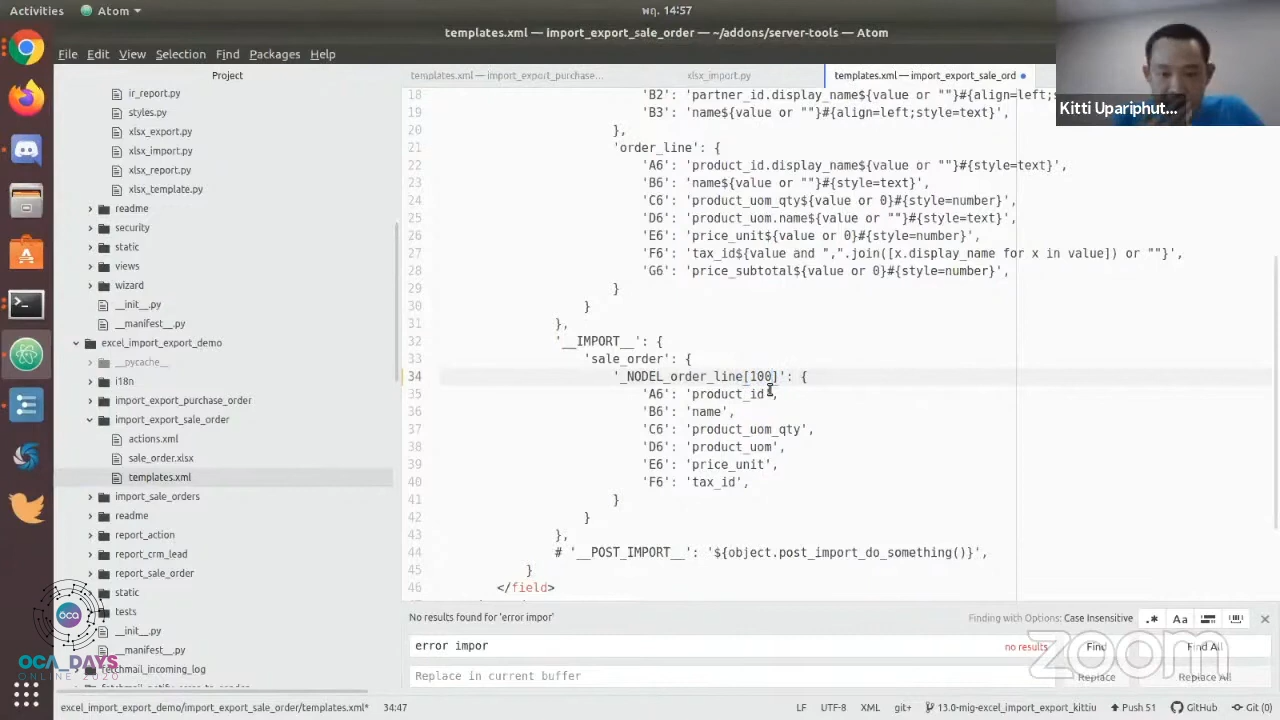 Activities Atom พฤ. 14:57
templates.xml — import_export_sale_order — ~/addons/server-tools — Atom
File Edit View Selection Find Packages Help
Kitti Upariphut...
Project
templates.xml — import_export_purchase...
xlsx_import.py
templates.xml — import_export_sale_ord
ir_report.py
styles.py
xlsx_export.py
xlsx_import.py
xlsx_report.py
xlsx_template.py
readme
security
static
views
wizard
__init__.py
__manifest__.py
excel_import_export_demo
__pycache__
i18n
import_export_purchase_order
import_export_sale_order
actions.xml
sale_order.xlsx
templates.xml
import_sale_orders
readme
report_action
report_crm_lead
report_sale_order
static
tests
__init__.py
__manifest__.py
fetchmail_incoming_log
18 'B2': 'partner_id.display_name${value or ""}#{align=left;s
19 'B3': 'name${value or ""}#{align=left;style=text}',
20 },
21 'order_line': {
22 'A6': 'product_id.display_name${value or ""}#{style=text}',
23 'B6': 'name${value or ""}#{style=text}',
24 'C6': 'product_uom_qty${value or 0}#{style=number}',
25 'D6': 'product_uom.name${value or ""}#{style=text}',
26 'E6': 'price_unit${value or 0}#{style=number}',
27 'F6': 'tax_id${value and ",".join([x.display_name for x in value]) or ""}',
28 'G6': 'price_subtotal${value or 0}#{style=number}',
29 }
30 }
31 },
32 '__IMPORT__': {
33 'sale_order': {
34 '_NODEL_order_line[100]': {
35 'A6': 'product_id',
36 'B6': 'name',
37 'C6': 'product_uom_qty',
38 'D6': 'product_uom',
39 'E6': 'price_unit',
40 'F6': 'tax_id',
41 }
42 }
43 },
44 # '__POST_IMPORT__': '${object.post_import_do_something()}',
45 }
46 </field>
No results found for 'error impor'
Finding with Options: Case Insensitive
.* Aa
error impor
no results
Find
Find All
Replace in current buffer
Replace
Replace All
zoom
oca
OCA_DAYS
ONLINE 2020
excel_import_export_demo/import_export_sale_order/templates.xml* 34:47
LF UTF-8 XML git+ 13.0-mig-excel_import_export_kittiu Push 51 GitHub Git (0)